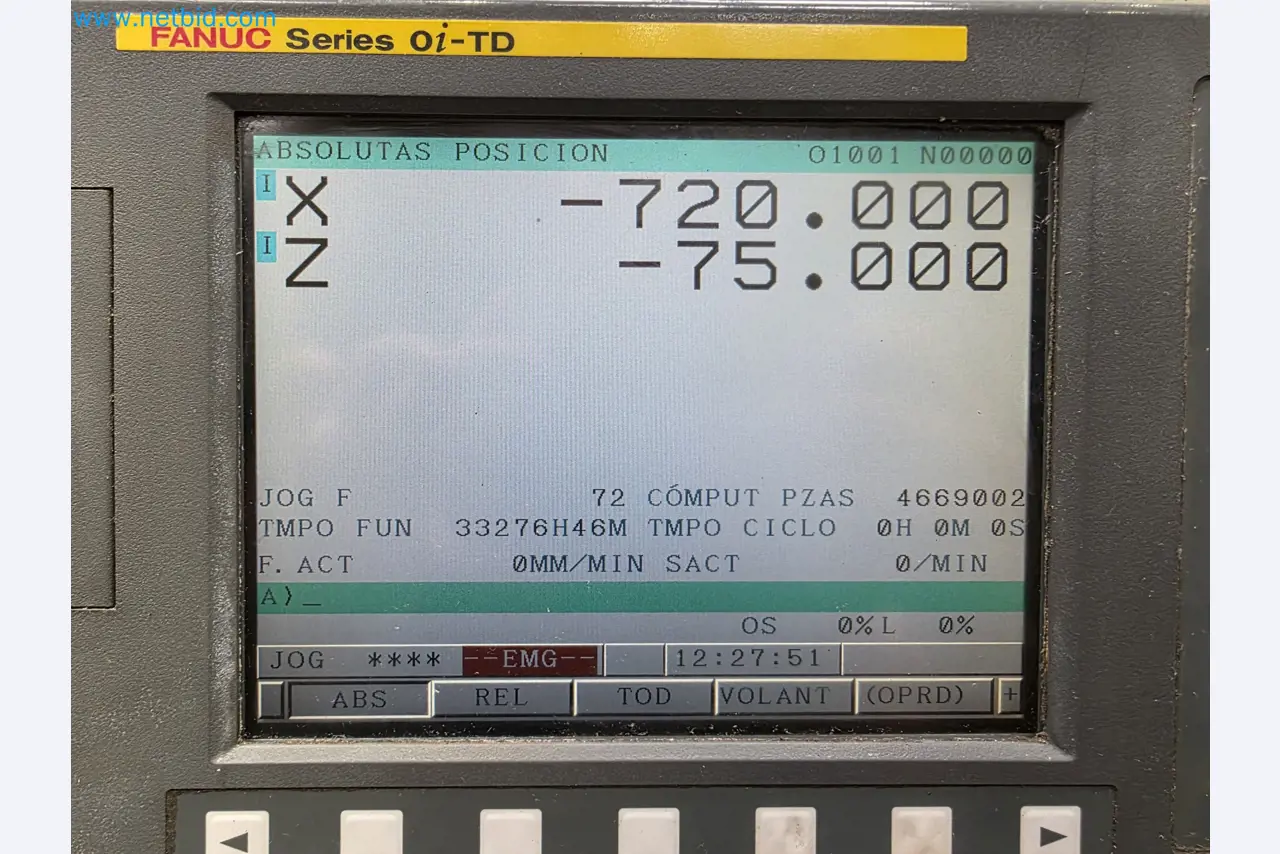 www.netbid.com
FANUC Series 0i-TD
ABSOLUTAS POSICION O1001 N00000
I X -720.000
I Z -75.000
JOG F 72 CÓMPUT PZAS 4669002
TMPO FUN 33276H46M TMPO CICLO 0H 0M 0S
F. ACT 0MM/MIN SACT 0/MIN
A)_
OS 0% L 0%
JOG **** --EMG-- 12:27:51
ABS REL TOD VOLANT (OPRD) +